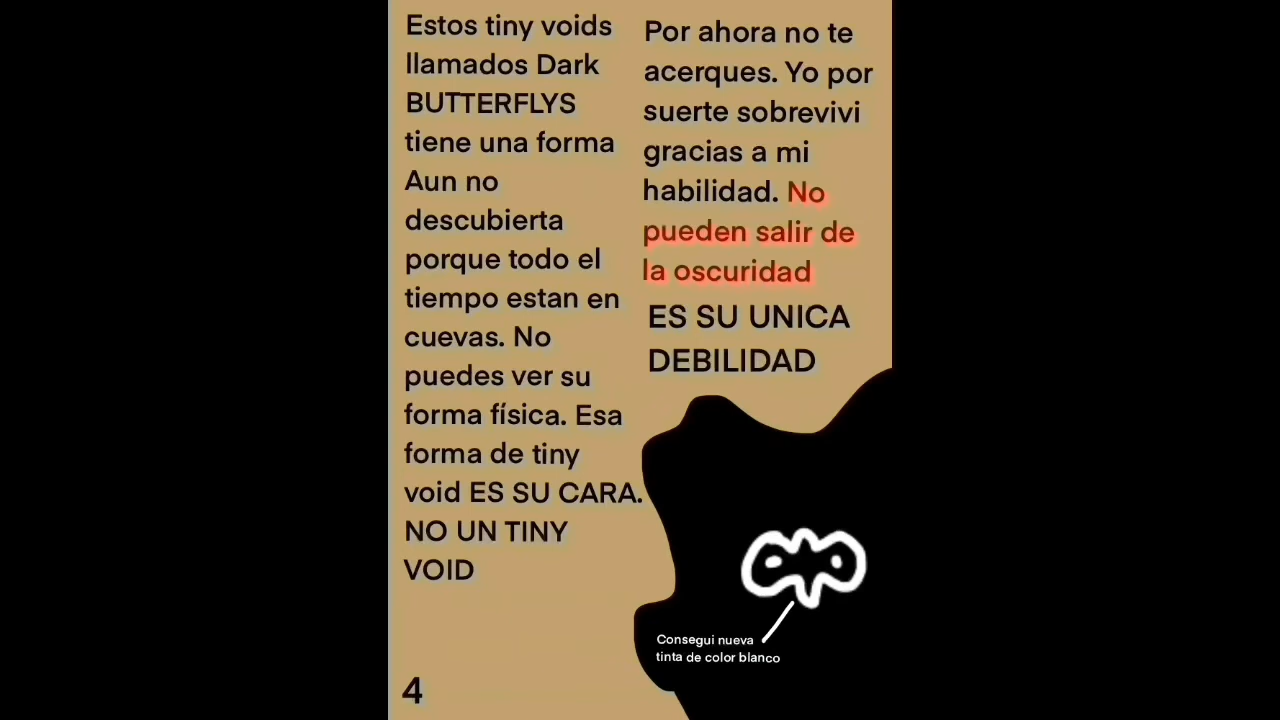 Estos tiny voids
llamados Dark
BUTTERFLYS
tiene una forma
Aun no
descubierta
porque todo el
tiempo estan en
cuevas. No
puedes ver su
forma física. Esa
forma de tiny
void ES SU CARA.
NO UN TINY
VOID
4
Por ahora no te
acerques. Yo por
suerte sobrevivi
gracias a mi
habilidad. No
pueden salir de
la oscuridad
ES SU UNICA
DEBILIDAD
Consegui nueva
tinta de color blanco